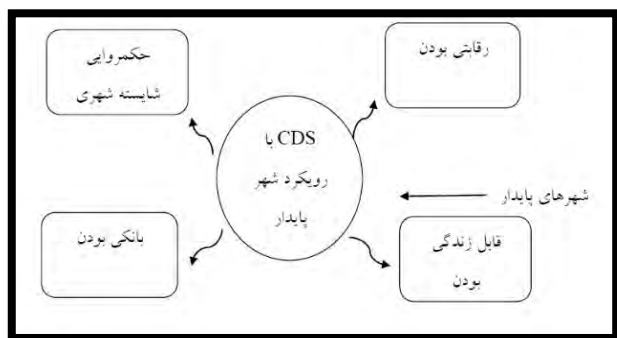 رقابتی بودن
حکمروایی
شایسته شهری
CDS با
رویکرد شهر
پایدار
شهرهای پایدار
قابل زندگی
بودن
بانکی بودن